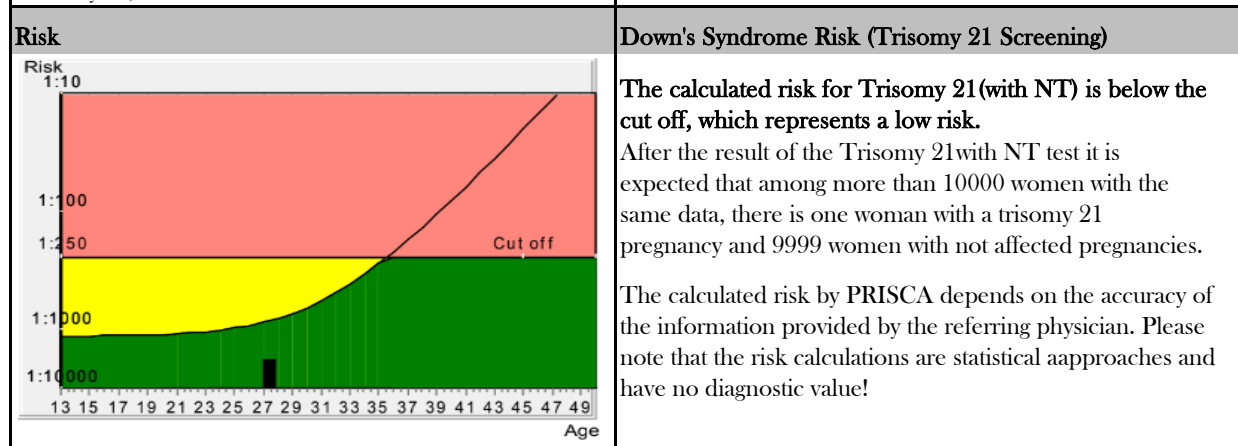 Risk
Down's Syndrome Risk (Trisomy 21 Screening)
Risk
1:10
1:100
1:250
Cut off
1:1000
1:10000
13 15 17 19 21 23 25 27 29 31 33 35 37 39 41 43 45 47 49
Age
The calculated risk for Trisomy 21(with NT) is below the
cut off, which represents a low risk.
After the result of the Trisomy 21with NT test it is
expected that among more than 10000 women with the
same data, there is one woman with a trisomy 21
pregnancy and 9999 women with not affected pregnancies.
The calculated risk by PRISCA depends on the accuracy of
the information provided by the referring physician. Please
note that the risk calculations are statistical aapproaches and
have no diagnostic value!